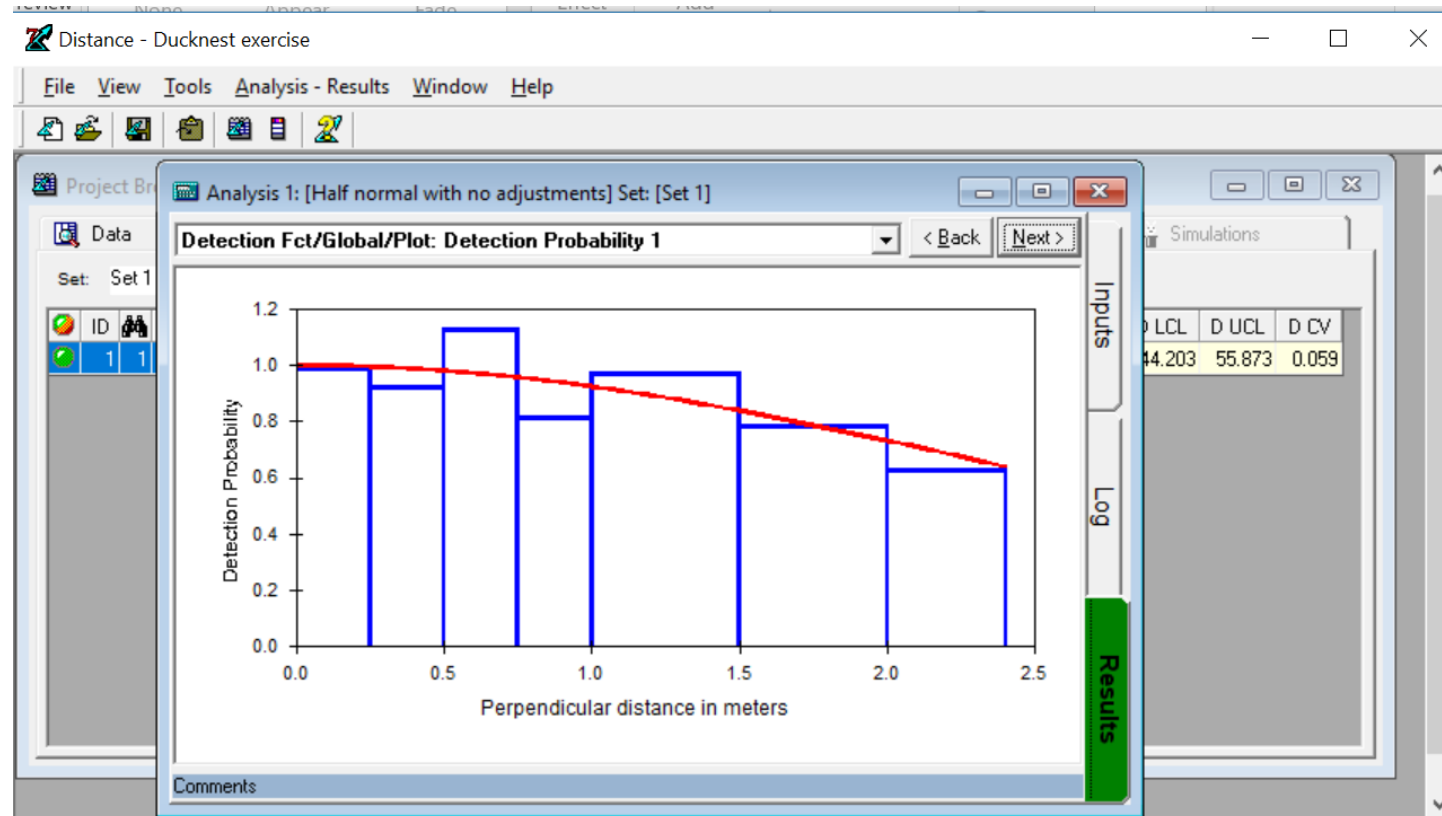 Distance - Ducknest exercise
File View Tools Analysis - Results Window Help
Project
Analysis 1: [Half normal with no adjustments] Set: [Set 1]
Data
Simulations
Detection Fct/Global/Plot: Detection Probability 1
< Back
Next >
Set: Set 1
ID
LCL D UCL D CV
1 1
44.203 55.873 0.059
Inputs
Log
Results
1.2
1.0
0.8
0.6
0.4
0.2
0.0
Detection Probability
0.0 0.5 1.0 1.5 2.0 2.5
Perpendicular distance in meters
Comments